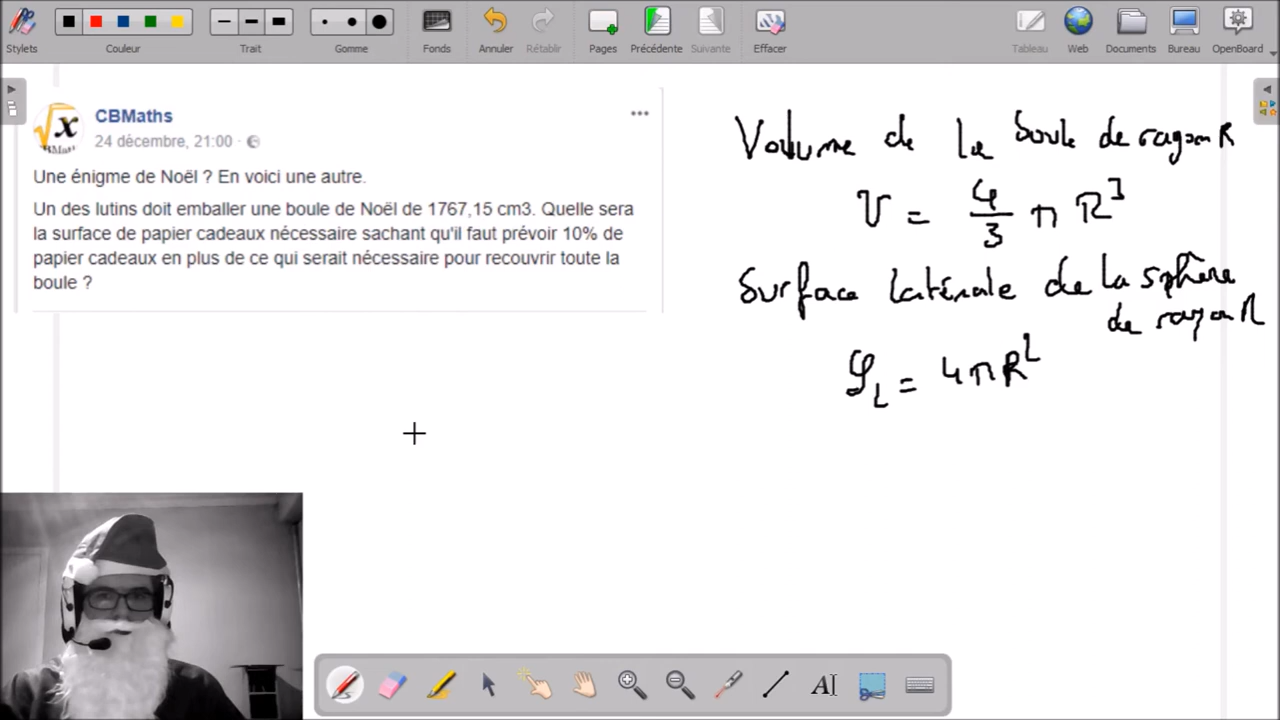 Stylets
Couleur
Trait
Gomme
Fonds
Annuler
Rétablir
Pages
Précédente
Suivante
Effacer
Tableau
Web
Documents
Bureau
OpenBoard
CBMaths
24 décembre, 21:00
Une énigme de Noël ? En voici une autre.
Un des lutins doit emballer une boule de Noël de 1767,15 cm3. Quelle sera
la surface de papier cadeaux nécessaire sachant qu'il faut prévoir 10% de
papier cadeaux en plus de ce qui serait nécessaire pour recouvrir toute la
boule ?
Volume de la boule de rayon R
V = 4/3 π R³
Surface latérale de la sphère
de rayon R
S_L = 4πR²